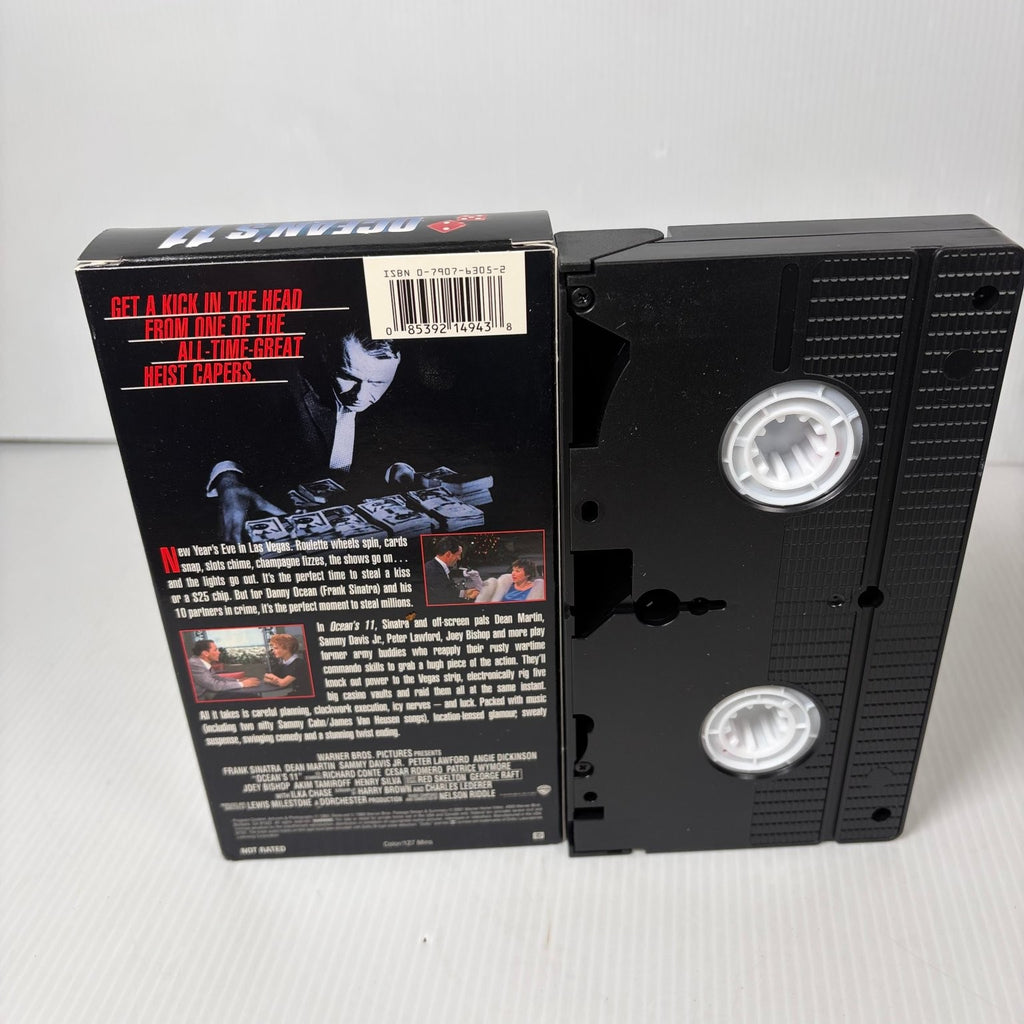 OCEAN'S 11
ISBN 0-7907-6305-2
0 85392 14943 8
GET A KICK IN THE HEAD
FROM ONE OF THE
ALL-TIME-GREAT
HEIST CAPERS.
New Year's Eve in Las Vegas. Roulette wheels spin, cards
snap, slots chime, champagne fizzes, the shows go on . . .
and the lights go out. It's the perfect time to steal a kiss
or a $25 chip. But for Danny Ocean (Frank Sinatra) and his
10 partners in crime, it's the perfect moment to steal millions.
In Ocean's 11, Sinatra and off-screen pals Dean Martin,
Sammy Davis Jr., Peter Lawford, Joey Bishop and more play
former army buddies who reapply their rusty wartime
commando skills to grab a hugh piece of the action. They'll
knock out power to the Vegas strip, electronically rig five
big casino vaults and raid them all at the same instant.
All it takes is careful planning, clockwork execution, icy nerves — and luck. Packed with music
(including two nifty Sammy Cahn/James Van Heusen songs), location-lensed glamour, sweaty
suspense, swinging comedy and a stunning twist ending.
WARNER BROS. PICTURES PRESENTS
FRANK SINATRA DEAN MARTIN SAMMY DAVIS JR. PETER LAWFORD ANGIE DICKINSON
"OCEAN'S 11" RICHARD CONTE CESAR ROMERO PATRICE WYMORE
JOEY BISHOP AKIM TAMIROFF HENRY SILVA RED SKELTON GEORGE RAFT
WITH ILKA CHASE HARRY BROWN AND CHARLES LEDERER
LEWIS MILESTONE A DORCHESTER PRODUCTION NELSON RIDDLE
NOT RATED
Color/127 Mins